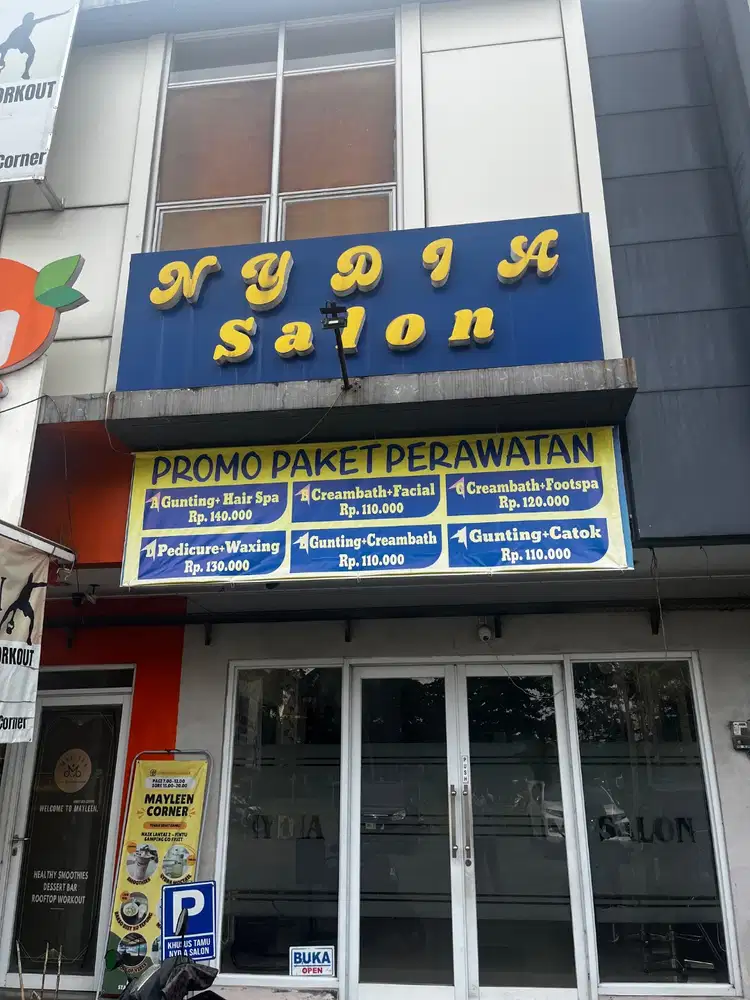 ORKOUT
Corner
NYDIA
Salon
PROMO PAKET PERAWATAN
A Gunting+ Hair Spa
Rp. 140.000
B Creambath+Facial
Rp. 110.000
C Creambath+Footspa
Rp. 120.000
Pedicure+Waxing
Rp. 130.000
Gunting+Creambath
Rp. 110.000
Gunting+Catok
Rp. 110.000
ORKOUT
Corner
WELCOME TO MAYLEEN.
HEALTHY SMOOTHIES
DESSERT BAR
ROOFTOP WORKOUT
MAYLEEN
CORNER
P
KHUSUS TAMU
NYDIA SALON
PUSH
NYDIA
SALON
BUKA
OPEN